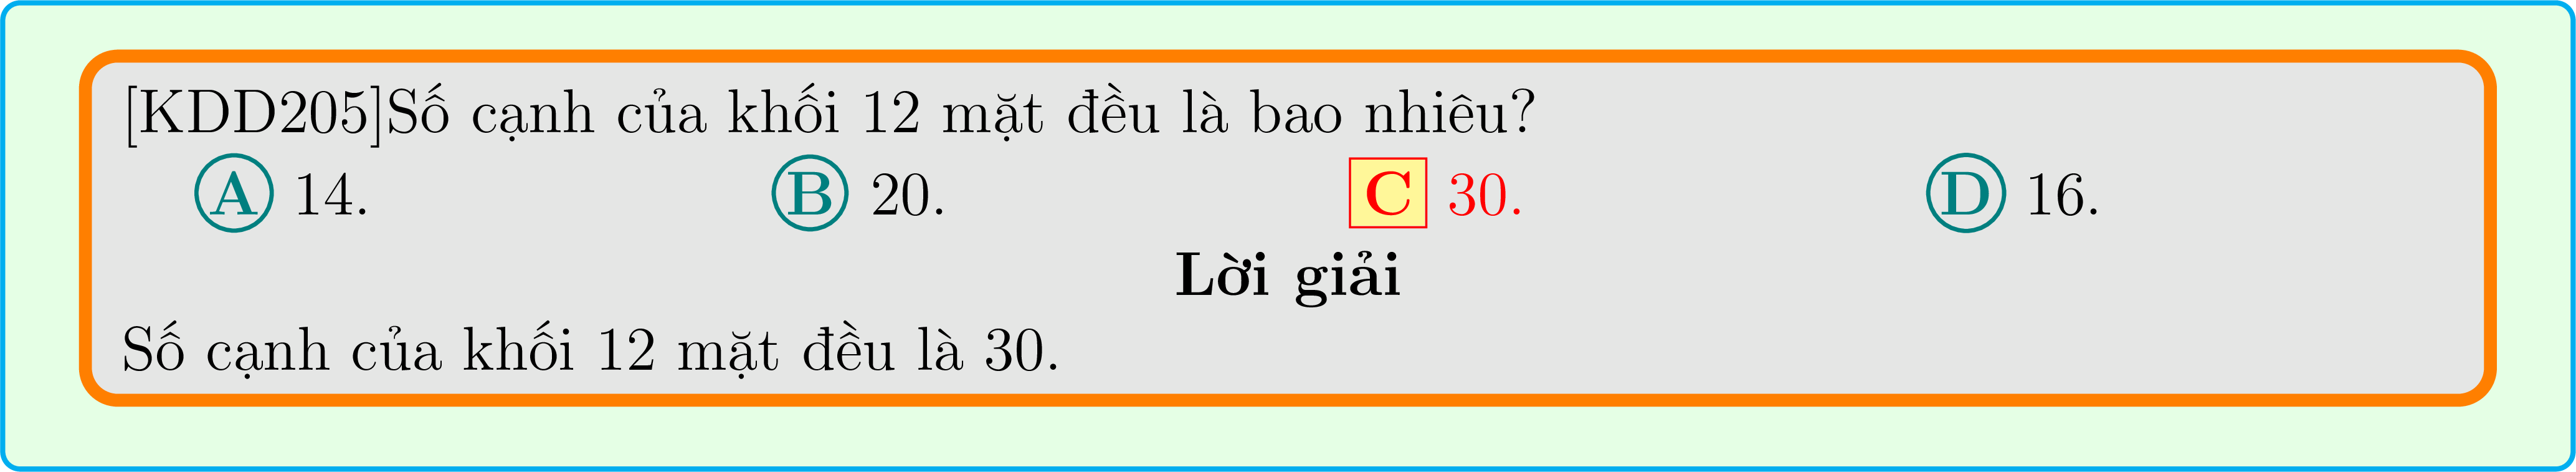 [KDD205]Số cạnh của khối 12 mặt đều là bao nhiêu?
A 14. B 20. C 30. D 16.
Lời giải
Số cạnh của khối 12 mặt đều là 30.